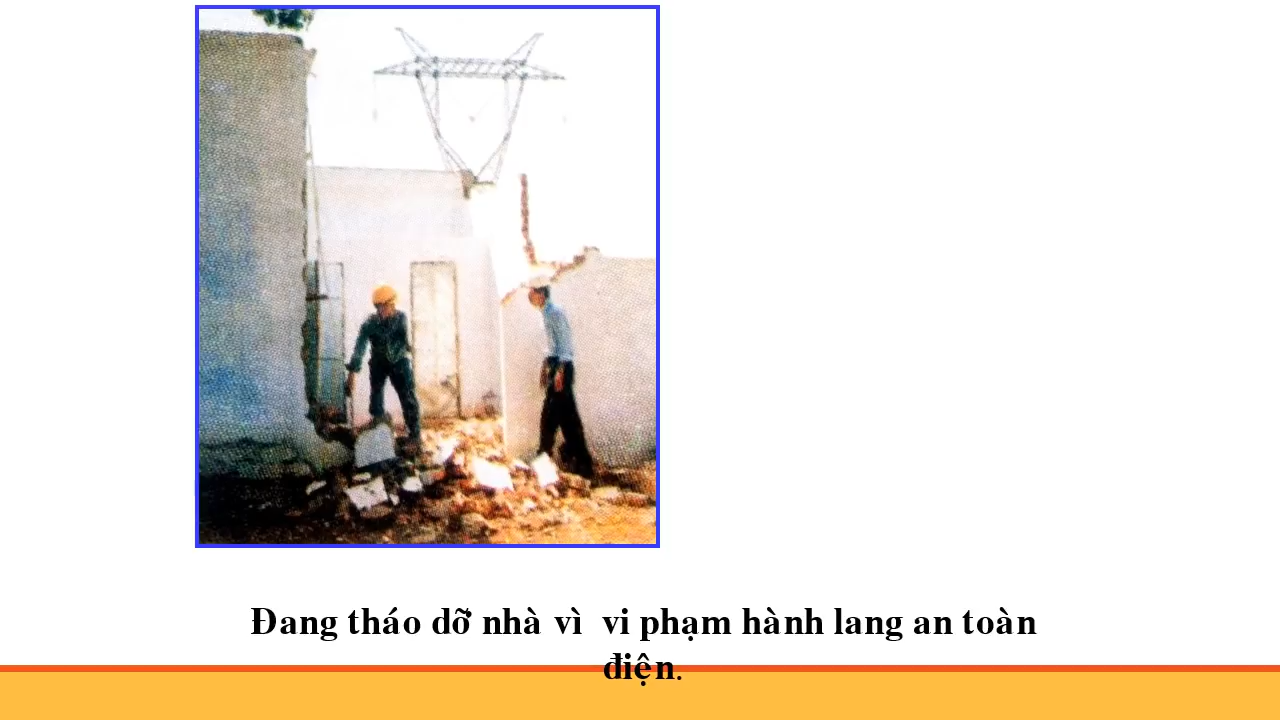 Đang tháo dỡ nhà vì  vi phạm hành lang an toàn
điện.